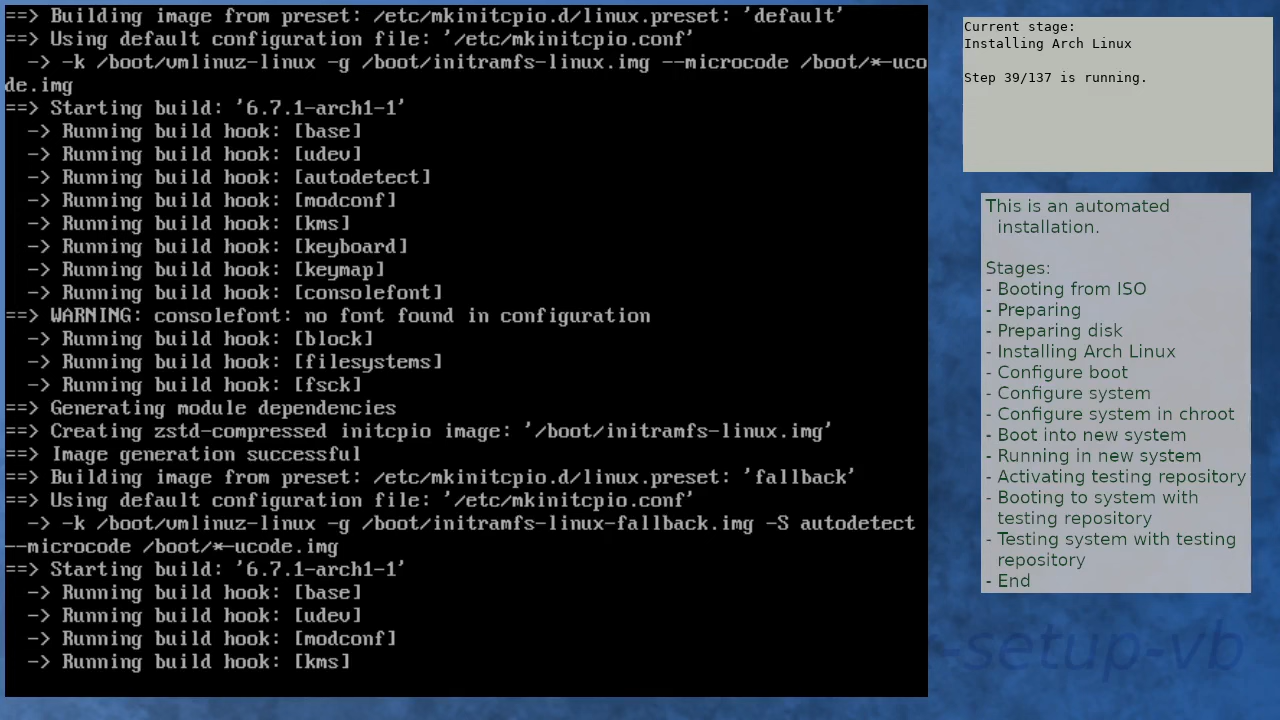 ==> Building image from preset: /etc/mkinitcpio.d/linux.preset: 'default'
==> Using default configuration file: '/etc/mkinitcpio.conf'
  -> -k /boot/vmlinuz-linux -g /boot/initramfs-linux.img --microcode /boot/*-uco
de.img
==> Starting build: '6.7.1-arch1-1'
  -> Running build hook: [base]
  -> Running build hook: [udev]
  -> Running build hook: [autodetect]
  -> Running build hook: [modconf]
  -> Running build hook: [kms]
  -> Running build hook: [keyboard]
  -> Running build hook: [keymap]
  -> Running build hook: [consolefont]
==> WARNING: consolefont: no font found in configuration
  -> Running build hook: [block]
  -> Running build hook: [filesystems]
  -> Running build hook: [fsck]
==> Generating module dependencies
==> Creating zstd-compressed initcpio image: '/boot/initramfs-linux.img'
==> Image generation successful
==> Building image from preset: /etc/mkinitcpio.d/linux.preset: 'fallback'
==> Using default configuration file: '/etc/mkinitcpio.conf'
  -> -k /boot/vmlinuz-linux -g /boot/initramfs-linux-fallback.img -S autodetect
--microcode /boot/*-ucode.img
==> Starting build: '6.7.1-arch1-1'
  -> Running build hook: [base]
  -> Running build hook: [udev]
  -> Running build hook: [modconf]
  -> Running build hook: [kms]
Current stage:
Installing Arch Linux
Step 39/137 is running.
This is an automated
installation.
Stages:
- Booting from ISO
- Preparing
- Preparing disk
- Installing Arch Linux
- Configure boot
- Configure system
- Configure system in chroot
- Boot into new system
- Running in new system
- Activating testing repository
- Booting to system with
testing repository
- Testing system with testing
repository
- End
-setup-vb